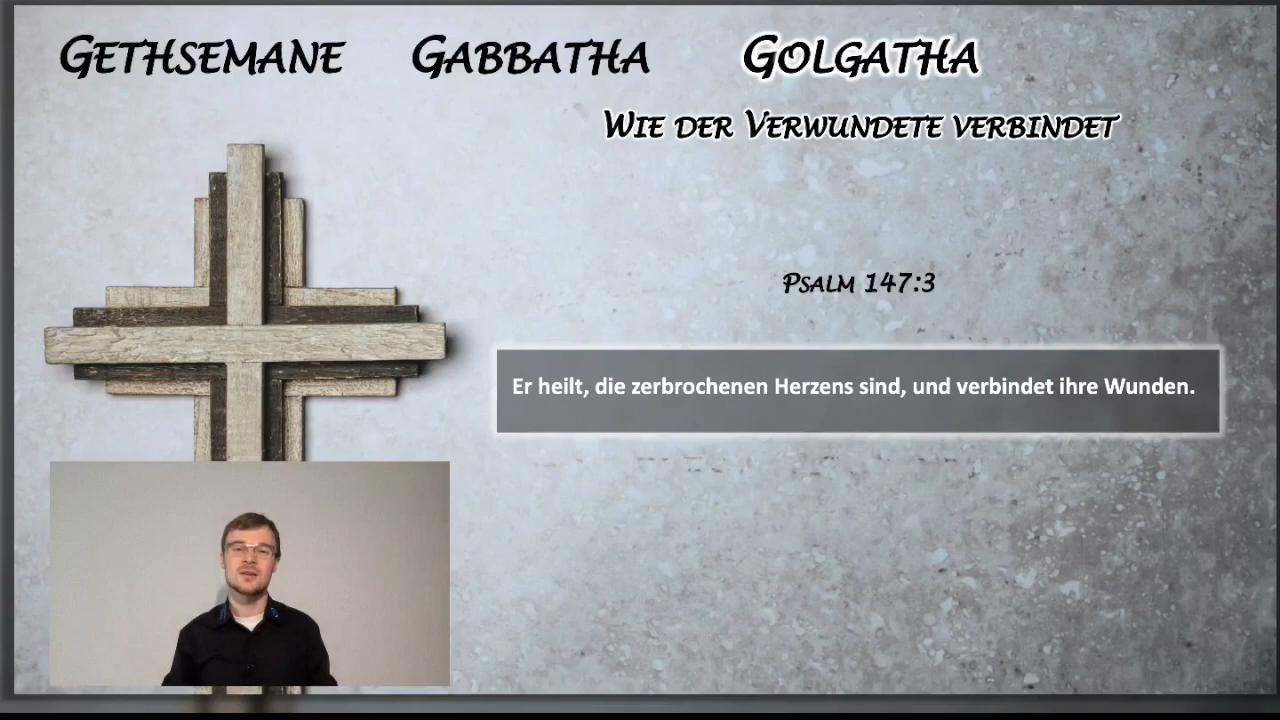 Gethsemane Gabbatha Golgatha
Wie der Verwundete verbindet
Psalm 147:3
Er heilt, die zerbrochenen Herzens sind, und verbindet ihre Wunden.